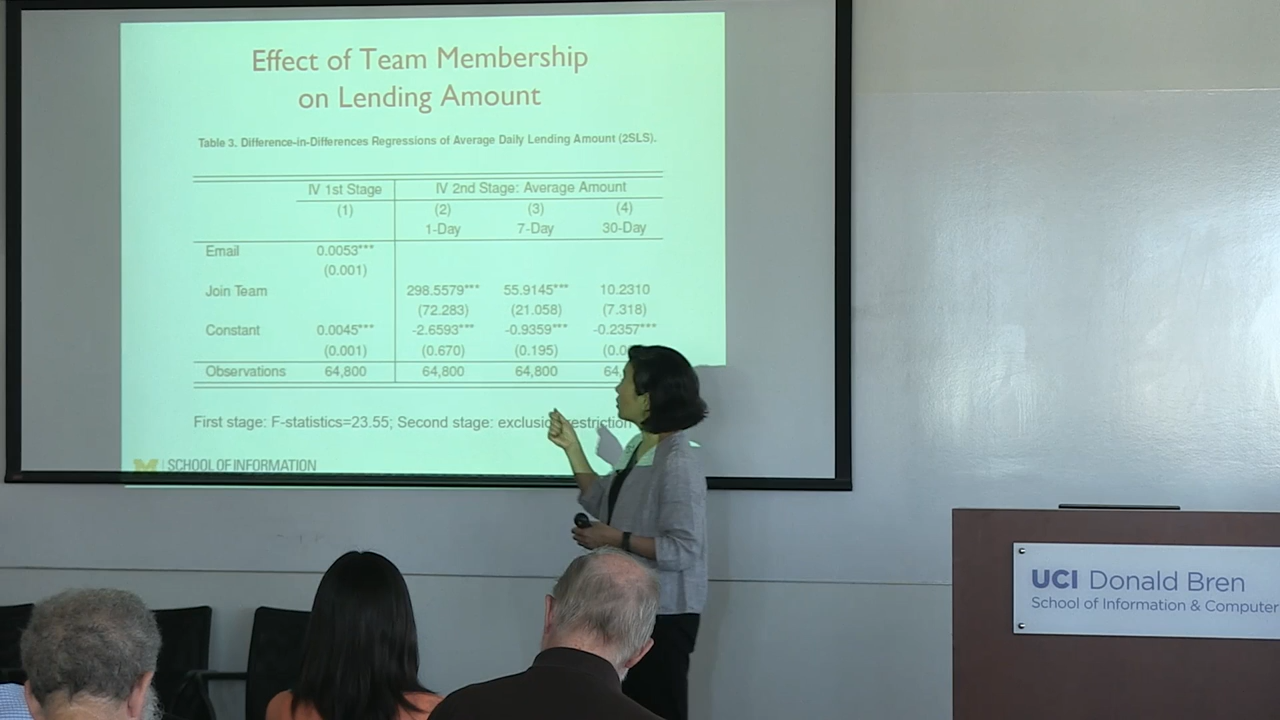 Effect of Team Membership
on Lending Amount
Table 3. Difference-in-Differences Regressions of Average Daily Lending Amount (2SLS).
IV 1st Stage IV 2nd Stage: Average Amount
(1) (2) (3) (4)
1-Day 7-Day 30-Day
Email 0.0053***
(0.001)
Join Team 298.5579*** 55.9145*** 10.2310
(72.283) (21.058) (7.318)
Constant 0.0045*** -2.6593*** -0.9359*** -0.2357***
(0.001) (0.670) (0.195)
Observations 64,800 64,800 64,800
First stage: F-statistics=23.55; Second stage: exclusion restriction
M SCHOOL OF INFORMATION
UCI Donald Bren
School of Information & Computer